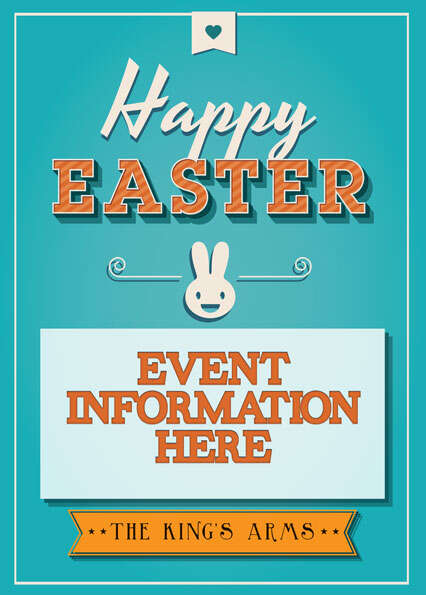 Happy
EASTER
EVENT
INFORMATION
HERE
THE KING'S ARMS